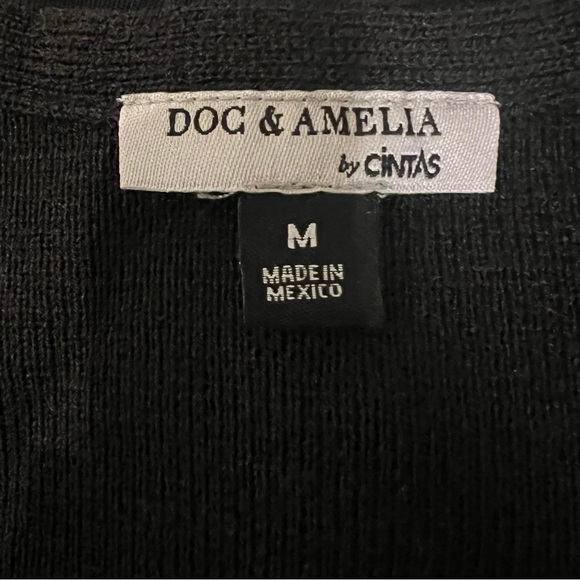 DOC & AMELIA
by CiNTAS
M
MADE IN
MEXICO